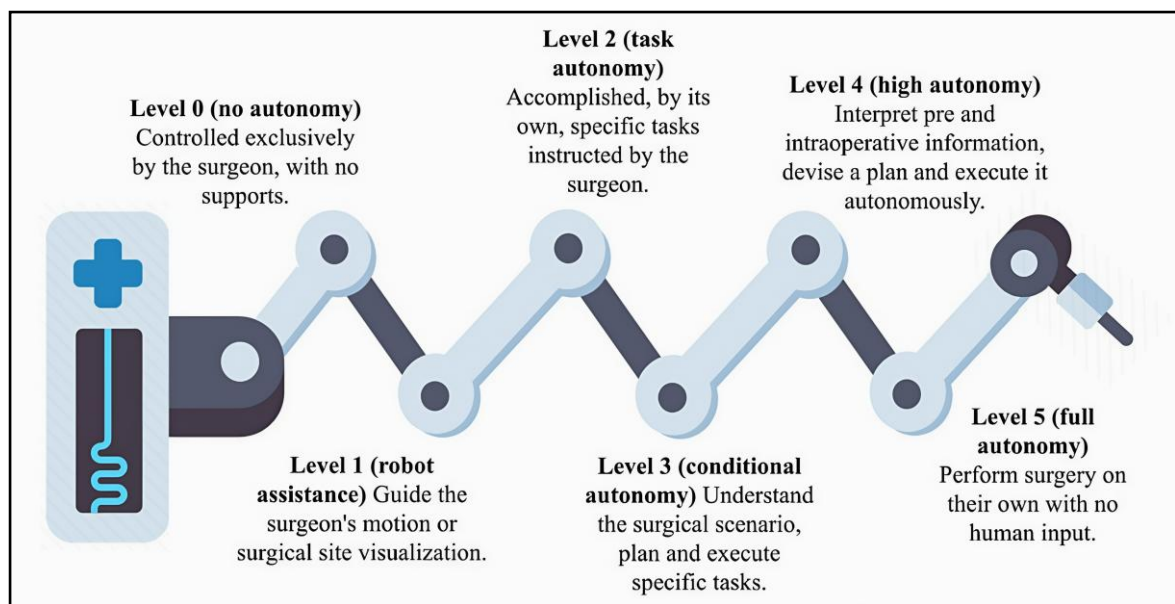 Level 0 (no autonomy)
Controlled exclusively
by the surgeon, with no
supports.
Level 1 (robot
assistance) Guide the
surgeon's motion or
surgical site visualization.
Level 2 (task
autonomy)
Accomplished, by its
own, specific tasks
instructed by the
surgeon.
Level 3 (conditional
autonomy) Understand
the surgical scenario,
plan and execute
specific tasks.
Level 4 (high autonomy)
Interpret pre and
intraoperative information,
devise a plan and execute it
autonomously.
Level 5 (full
autonomy)
Perform surgery on
their own with no
human input.